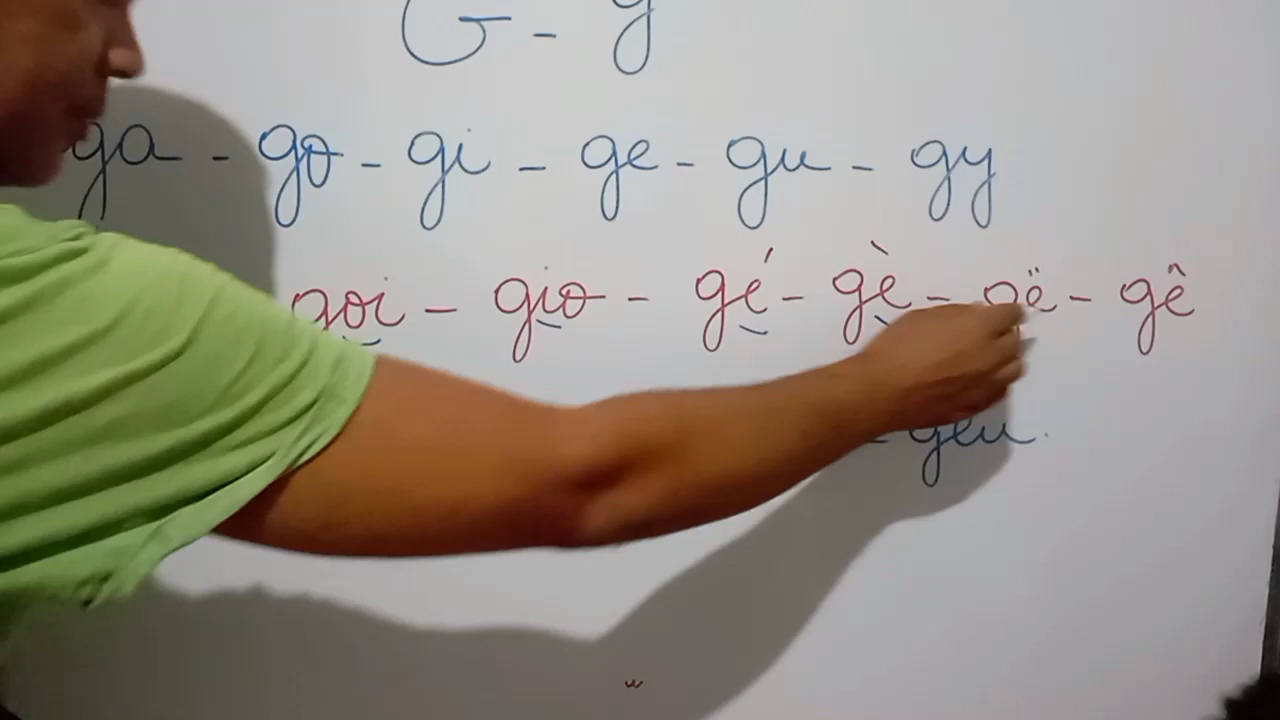 G - g
ga - go - gi - ge - gu - gy
goi - gio - gé - gè - gë - gê
- geu.